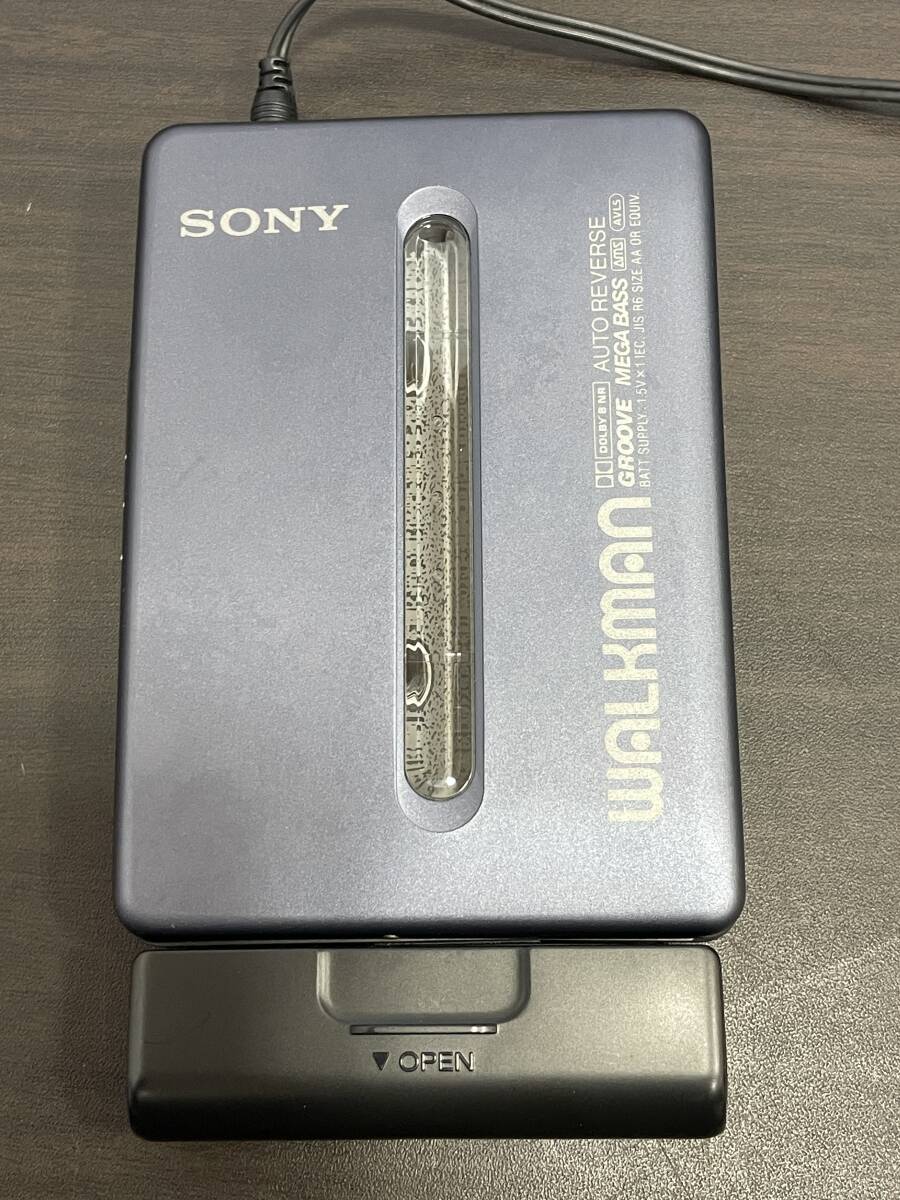 SONY
WALKMAN
DOLBY B NR AUTO REVERSE
GROOVE MEGA BASS AMS AVLS
BATT SUPPLY: 1.5V×1 IEC. JIS R6 SIZE AA OR EQUIV.
▼ OPEN